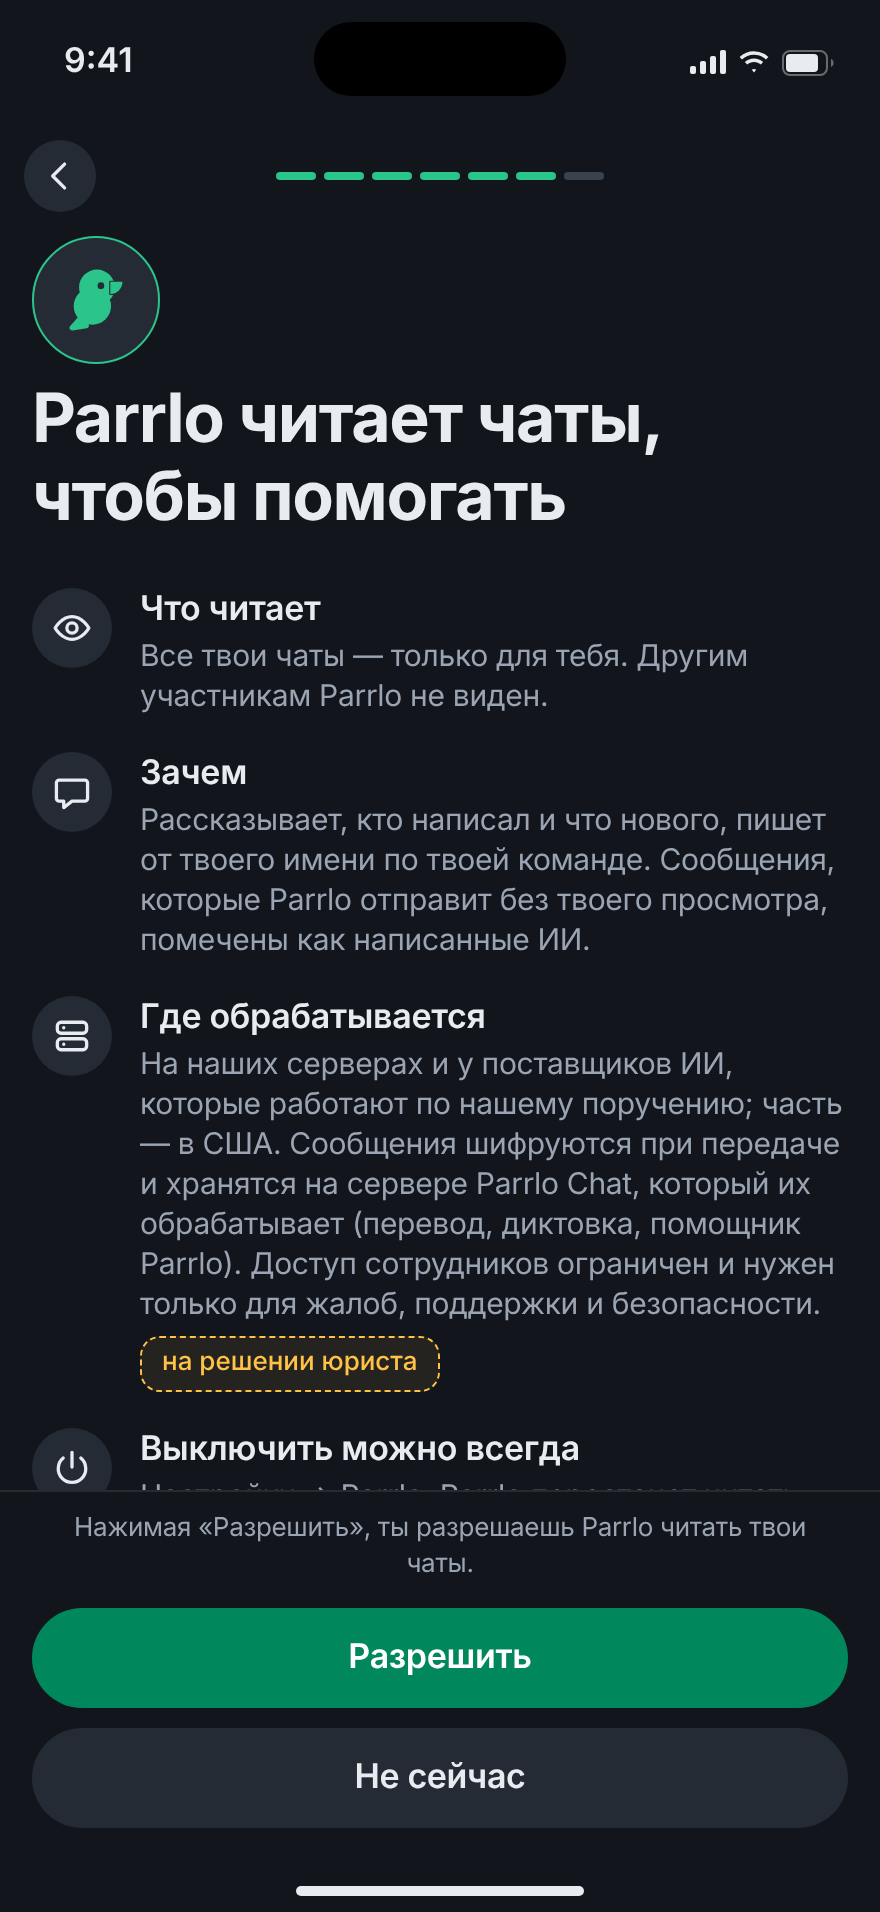 9:41
Parrlo читает чаты,
чтобы помогать
Что читает
Все твои чаты — только для тебя. Другим
участникам Parrlo не виден.
Зачем
Рассказывает, кто написал и что нового, пишет
от твоего имени по твоей команде. Сообщения,
которые Parrlo отправит без твоего просмотра,
помечены как написанные ИИ.
Где обрабатывается
На наших серверах и у поставщиков ИИ,
которые работают по нашему поручению; часть
— в США. Сообщения шифруются при передаче
и хранятся на сервере Parrlo Chat, который их
обрабатывает (перевод, диктовка, помощник
Parrlo). Доступ сотрудников ограничен и нужен
только для жалоб, поддержки и безопасности.
на решении юриста
Выключить можно всегда
Нажимая «Разрешить», ты разрешаешь Parrlo читать твои
чаты.
Разрешить
Не сейчас